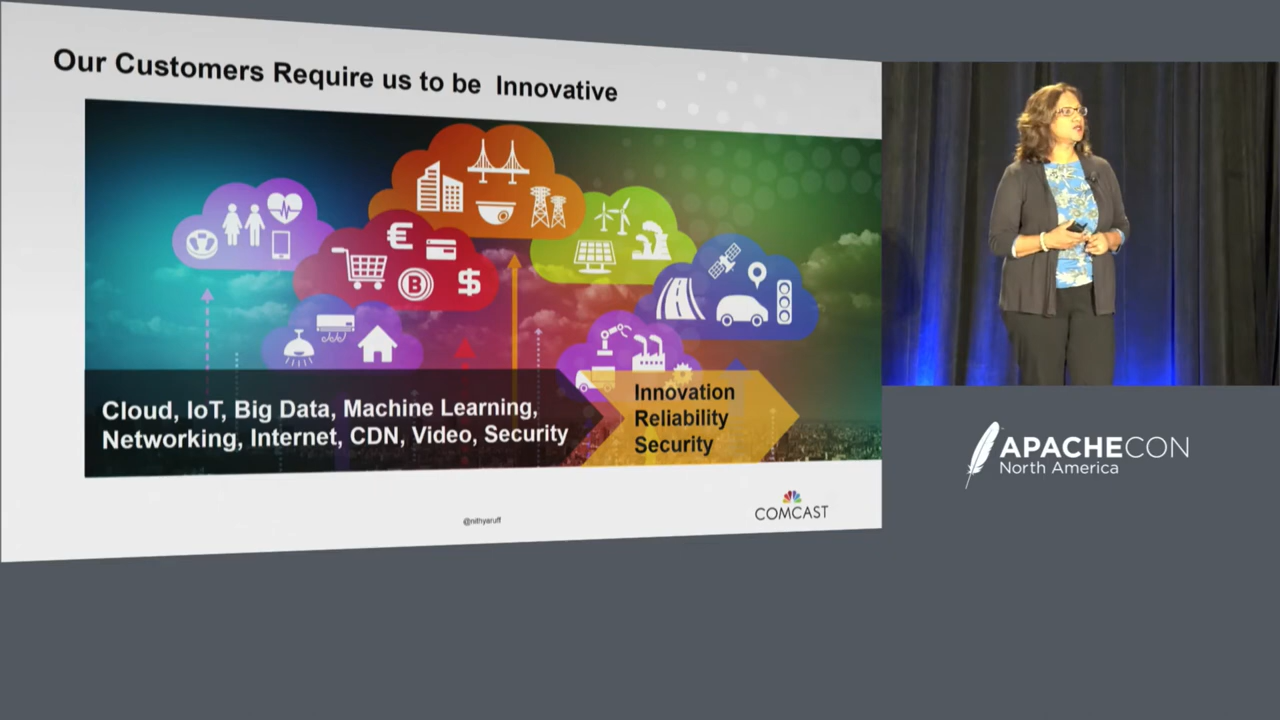 Our Customers Require us to be Innovative
Cloud, IoT, Big Data, Machine Learning,
Networking, Internet, CDN, Video, Security
Innovation
Reliability
Security
@nithyaruff
COMCAST
APACHECON
North America